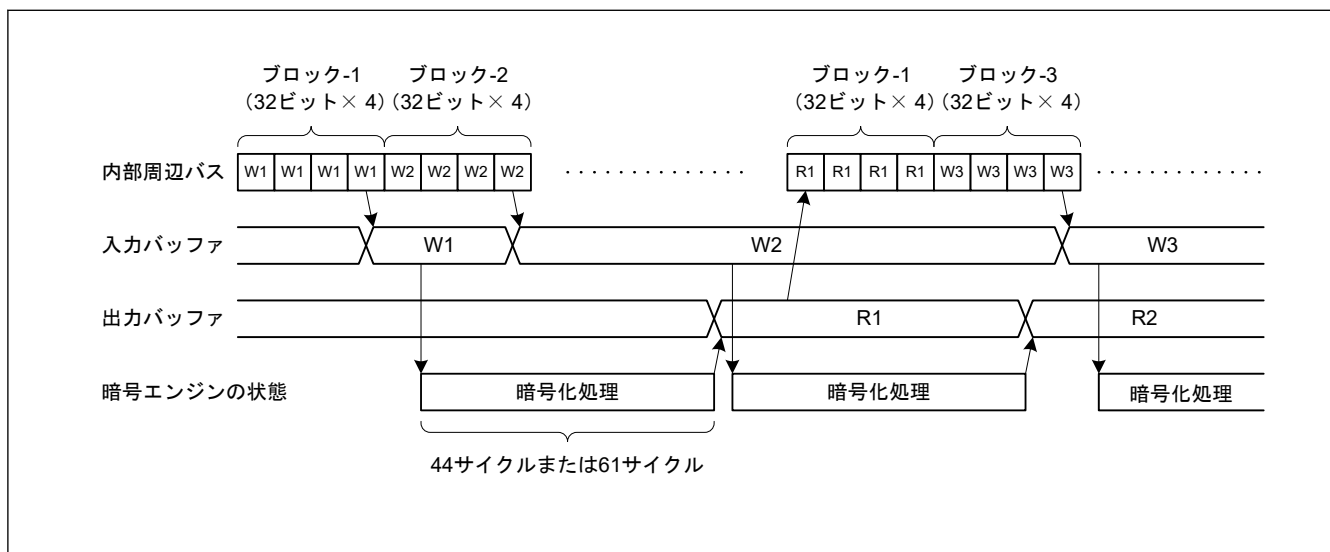 ブロック-1 ブロック-2 ブロック-1 ブロック-3
(32ビット× 4) (32ビット× 4) (32ビット× 4) (32ビット× 4)
内部周辺バス W1 W1 W1 W1 W2 W2 W2 W2 ・・・・・・・・・・・・・ R1 R1 R1 R1 W3 W3 W3 W3 ・・・・・・・・・・・・
入力バッファ W1 W2 W3
出力バッファ R1 R2
暗号エンジンの状態 暗号化処理 暗号化処理 暗号化処理
44サイクルまたは61サイクル